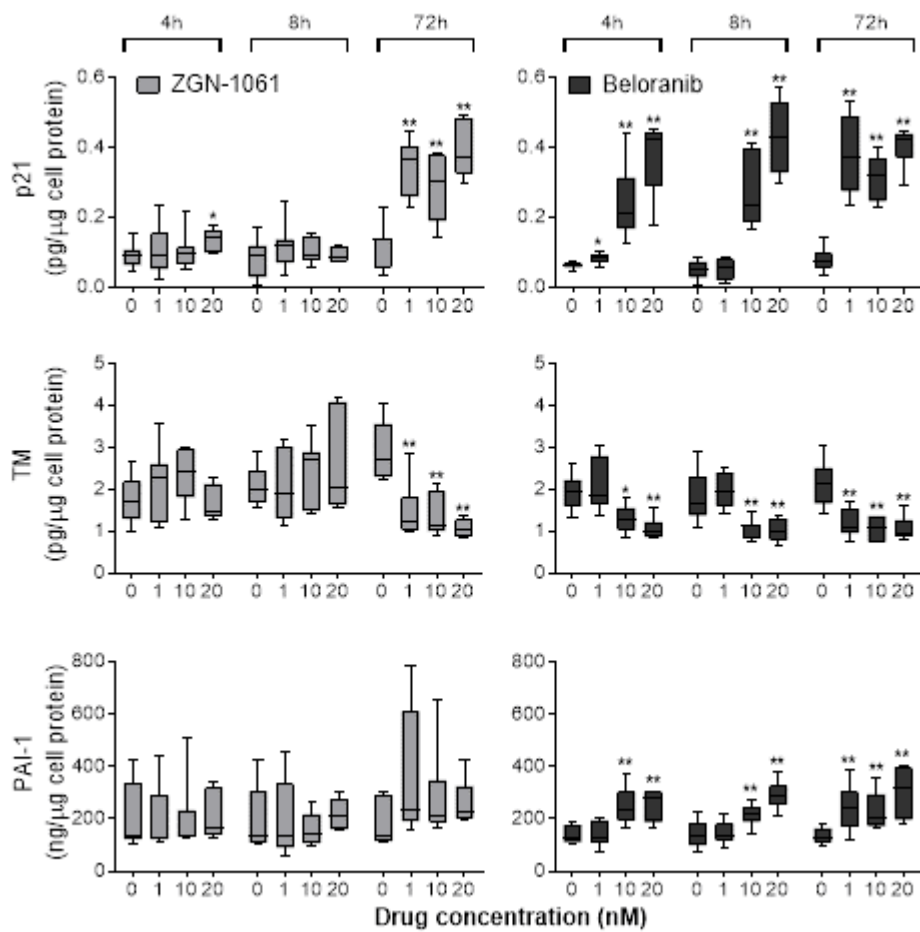 4h 8h 72h 4h 8h 72h
ZGN-1061 Beloranib
p21
(pg/μg cell protein)
0.6 0.6
0.4 0.4
0.2 0.2
0.0 0.0
** ** **
*
* ** **
** **
** ** **
0 1 10 20 0 1 10 20 0 1 10 20 0 1 10 20 0 1 10 20 0 1 10 20
TM
(pg/μg cell protein)
5 5
4 4
3 3
2 2
1 1
0 0
** ** **
* **
** **
** ** **
0 1 10 20 0 1 10 20 0 1 10 20 0 1 10 20 0 1 10 20 0 1 10 20
PAI-1
(ng/μg cell protein)
800 800
600 600
400 400
200 200
0 0
** **
** **
** ** **
0 1 10 20 0 1 10 20 0 1 10 20 0 1 10 20 0 1 10 20 0 1 10 20
Drug concentration (nM)